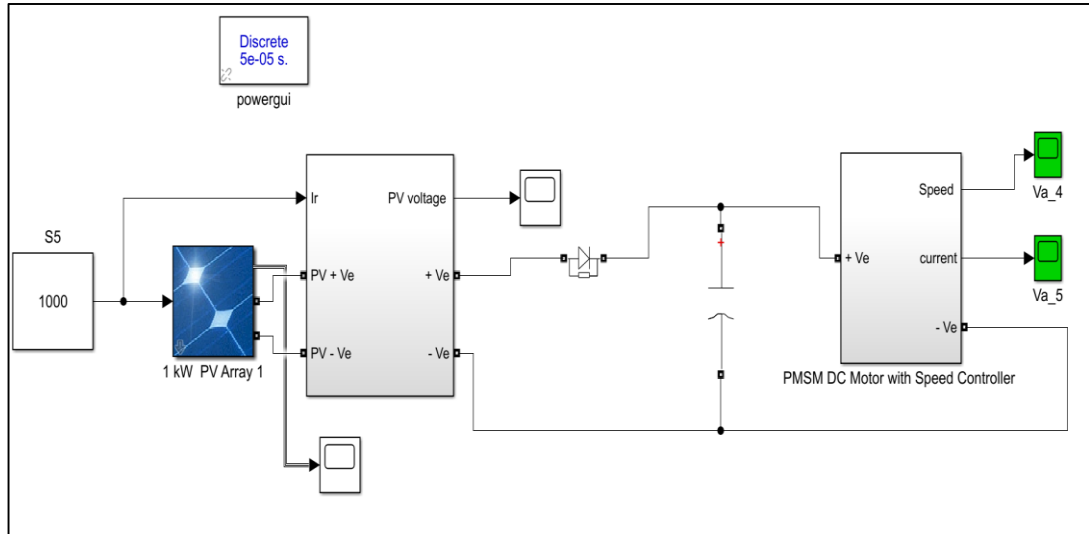 Discrete
5e-05 s.
powergui
S5
1000
1 kW PV Array 1
Ir
PV + Ve
PV - Ve
PV voltage
+ Ve
- Ve
+
+ Ve
Speed
current
- Ve
PMSM DC Motor with Speed Controller
Va_4
Va_5